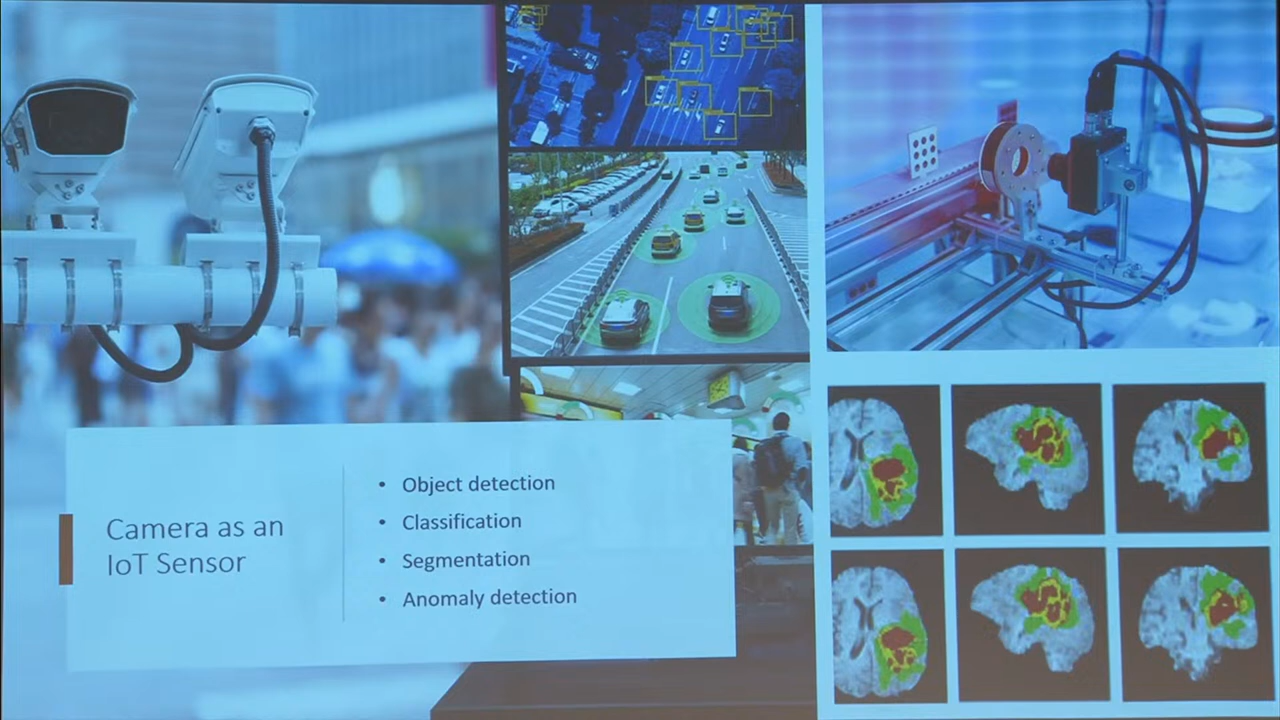 Camera as an
IoT Sensor
• Object detection
• Classification
• Segmentation
• Anomaly detection